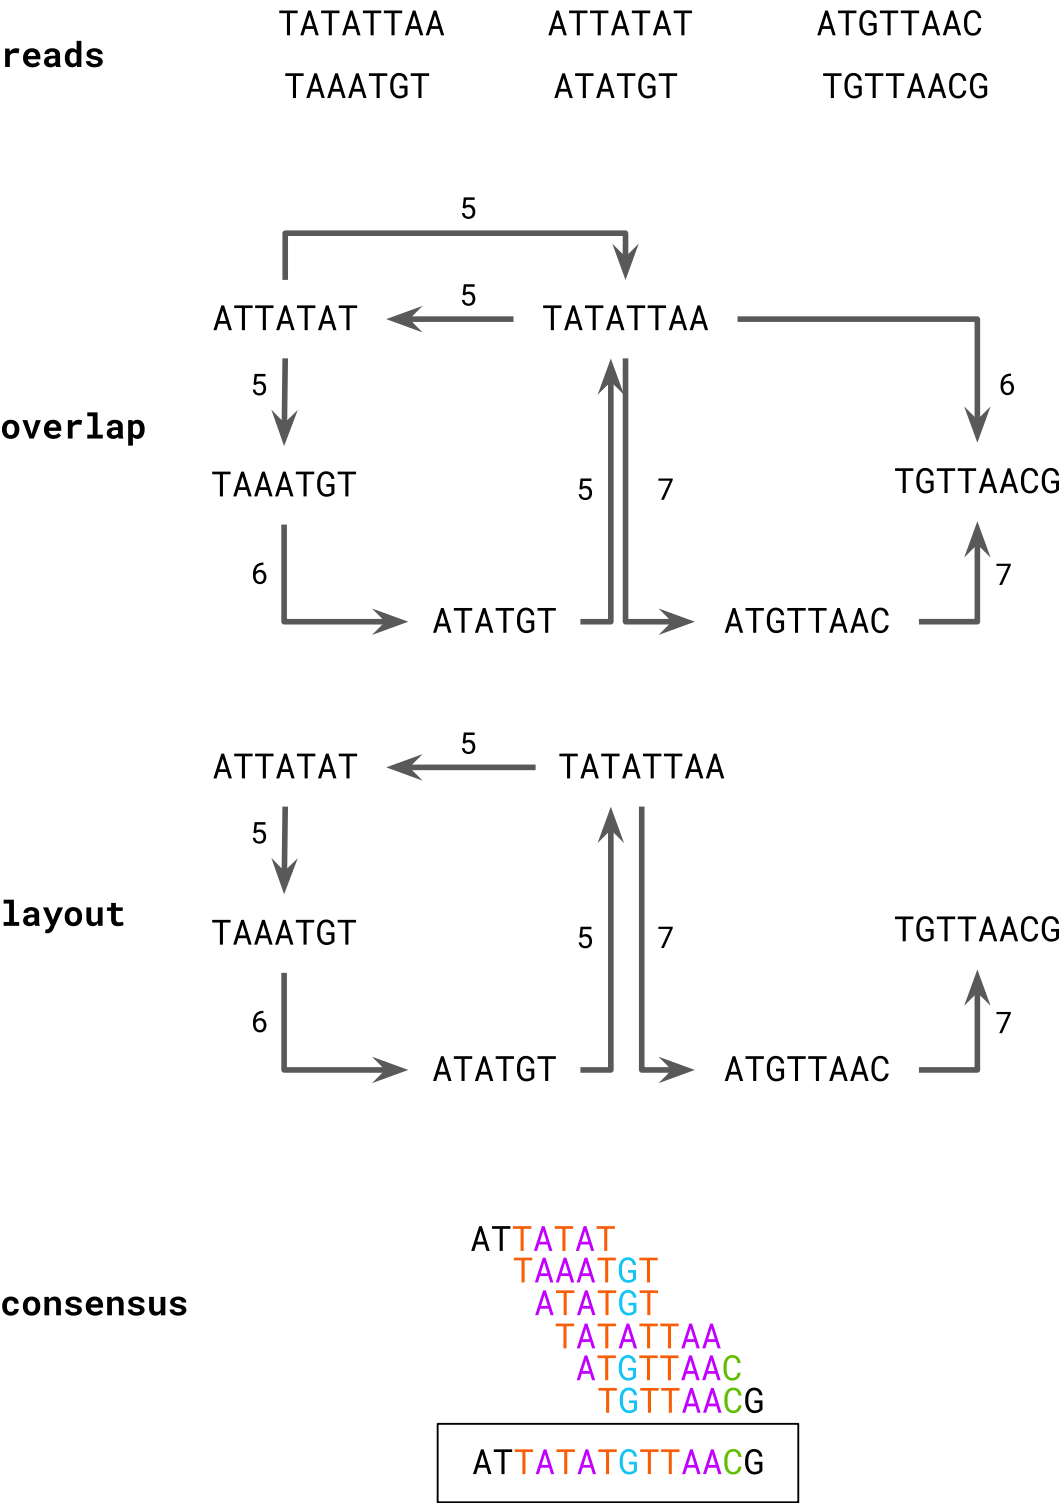 reads
TATATTAA ATTATAT ATGTTAAC
TAAATGT ATATGT TGTTAACG
5
5
ATTATAT TATATTAA
5 6
overlap
TAAATGT TGTTAACG
5 7
6 7
ATATGT ATGTTAAC
5
ATTATAT TATATTAA
5
layout
TAAATGT TGTTAACG
5 7
6 7
ATATGT ATGTTAAC
consensus
ATTATAT
TAAATGT
ATATGT
TATATTAA
ATGTTAAC
TGTTAACG
ATTATATGTTAACG